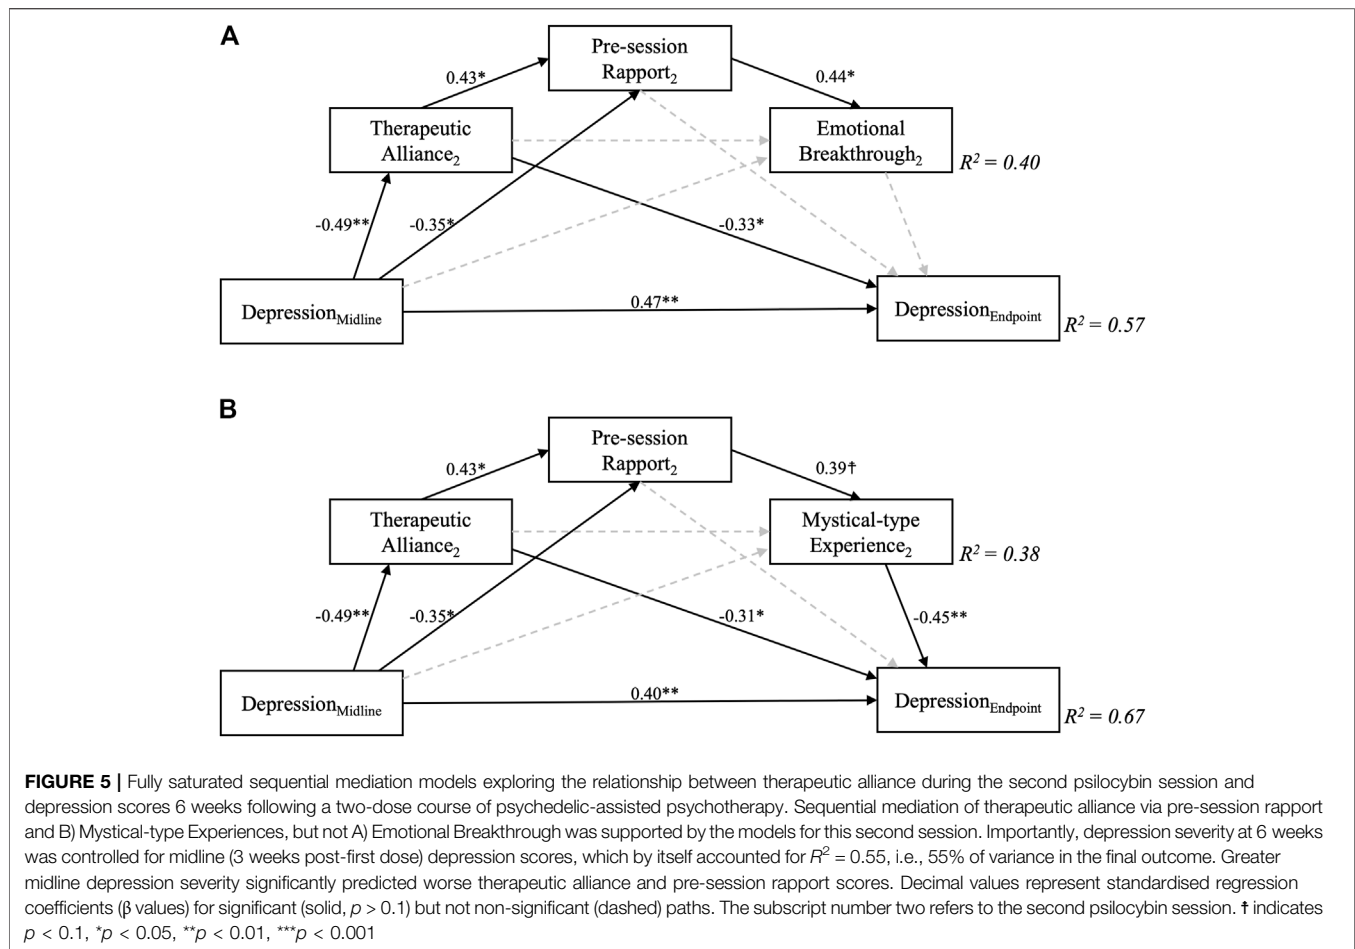 A
Pre-session
Rapport2
0.43*
0.44*
Therapeutic
Alliance2
Emotional
Breakthrough2
R2 = 0.40
-0.49**
-0.35*
-0.33*
DepressionMidline
0.47**
DepressionEndpoint
R2 = 0.57
B
Pre-session
Rapport2
0.43*
0.39☨
Therapeutic
Alliance2
Mystical-type
Experience2
R2 = 0.38
-0.49**
-0.35*
-0.31*
-0.45**
DepressionMidline
0.40**
DepressionEndpoint
R2 = 0.67
FIGURE 5 | Fully saturated sequential mediation models exploring the relationship between therapeutic alliance during the second psilocybin session and
depression scores 6 weeks following a two-dose course of psychedelic-assisted psychotherapy. Sequential mediation of therapeutic alliance via pre-session rapport
and B) Mystical-type Experiences, but not A) Emotional Breakthrough was supported by the models for this second session. Importantly, depression severity at 6 weeks
was controlled for midline (3 weeks post-first dose) depression scores, which by itself accounted for R2 = 0.55, i.e., 55% of variance in the final outcome. Greater
midline depression severity significantly predicted worse therapeutic alliance and pre-session rapport scores. Decimal values represent standardised regression
coefficients (β values) for significant (solid, p > 0.1) but not non-significant (dashed) paths. The subscript number two refers to the second psilocybin session. ☨ indicates
p < 0.1, *p < 0.05, **p < 0.01, ***p < 0.001